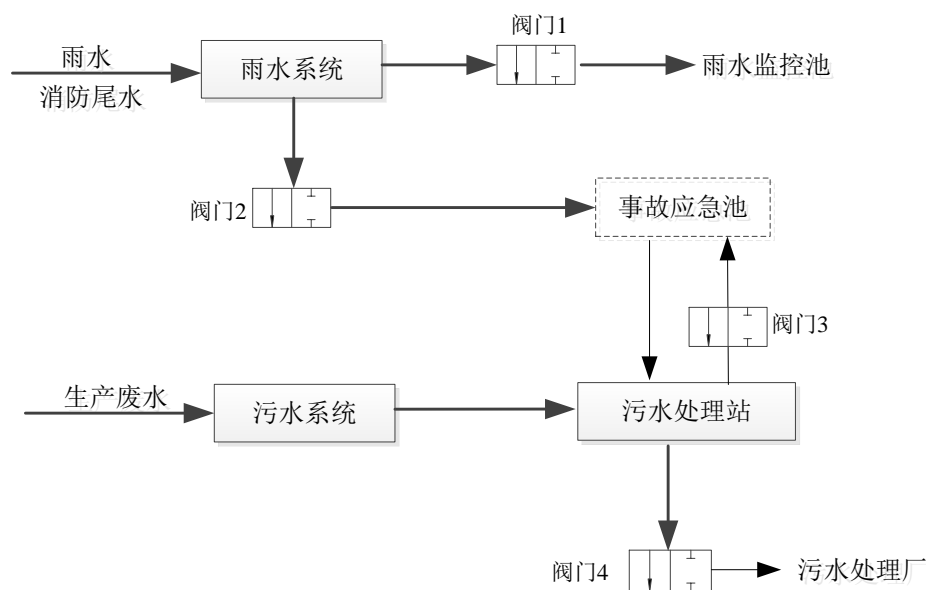 阀门1
雨水
雨水系统
雨水监控池
消防尾水
阀门2
事故应急池
阀门3
生产废水
污水系统
污水处理站
阀门4
污水处理厂